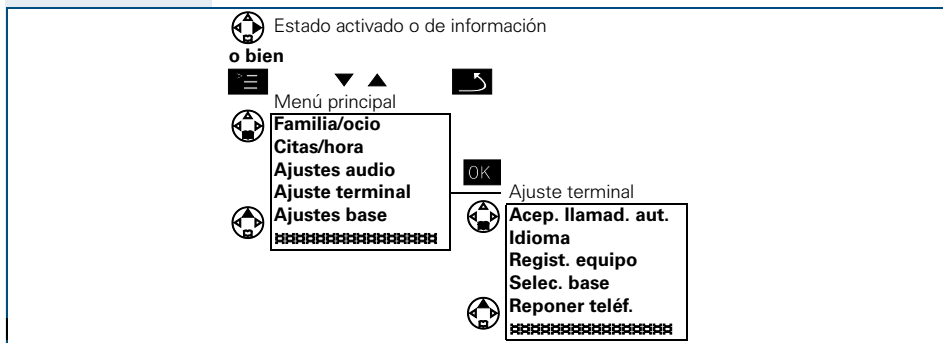 Estado activado o de información
o bien
Menú principal
Familia/ocio
Citas/hora
Ajustes audio
Ajuste terminal
Ajustes base
OK
Ajuste terminal
Acep. llamad. aut.
Idioma
Regist. equipo
Selec. base
Reponer teléf.